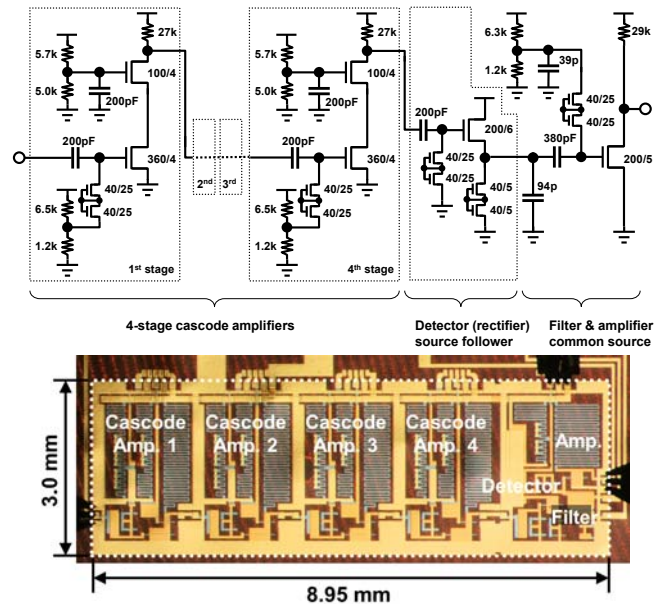 27k
5.7k
100/4
5.0k
200pF
200pF
360/4
40/25
6.5k
40/25
1.2k
1st stage
2nd
3rd
27k
5.7k
100/4
5.0k
200pF
200pF
360/4
40/25
6.5k
40/25
1.2k
4th stage
200pF
200/6
40/25
40/25
40/5
40/5
94p
6.3k
1.2k
39p
40/25
40/25
380pF
29k
200/5
4-stage cascode amplifiers
Detector (rectifier)
source follower
Filter & amplifier
common source
3.0 mm
Cascode
Amp. 1
Cascode
Amp. 2
Cascode
Amp. 3
Cascode
Amp. 4
Amp.
Detector
Filter
8.95 mm